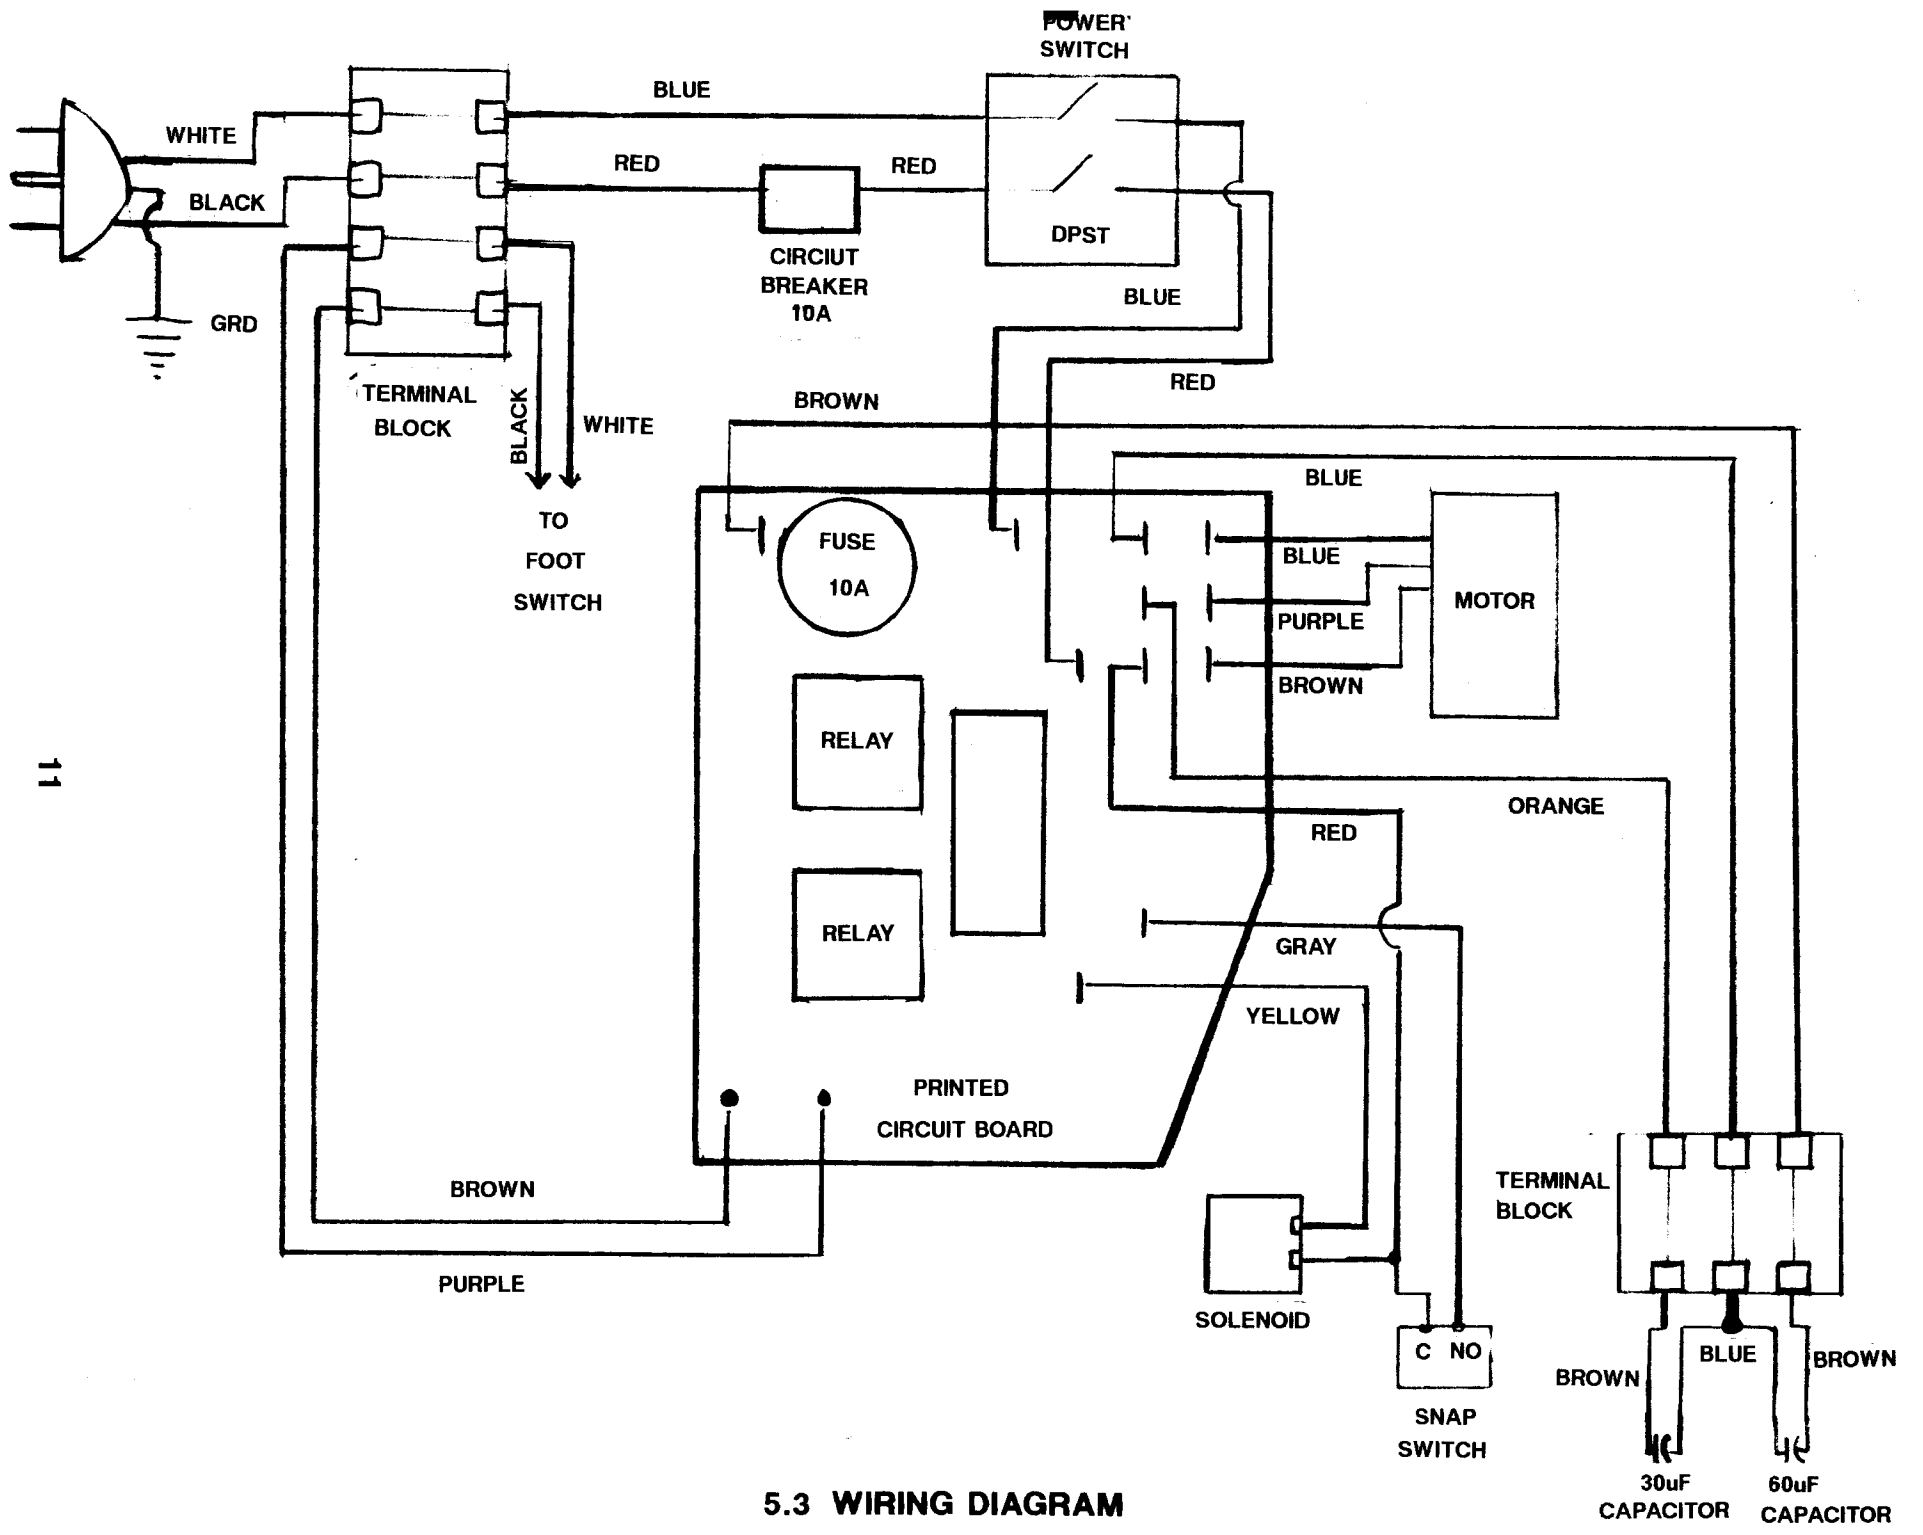 POWER
SWITCH
BLUE
WHITE
RED
RED
BLACK
DPST
CIRCIUT
BREAKER
10A
BLUE
GRD
RED
TERMINAL
BLOCK
BLACK
WHITE
BROWN
BLUE
TO
FOOT
SWITCH
FUSE
10A
BLUE
MOTOR
PURPLE
BROWN
RELAY
11
ORANGE
RED
RELAY
GRAY
YELLOW
PRINTED
CIRCUIT BOARD
BROWN
TERMINAL
BLOCK
PURPLE
SOLENOID
C NO
BLUE
BROWN
BROWN
SNAP
SWITCH
30uF
CAPACITOR
60uF
CAPACITOR
5.3 WIRING DIAGRAM